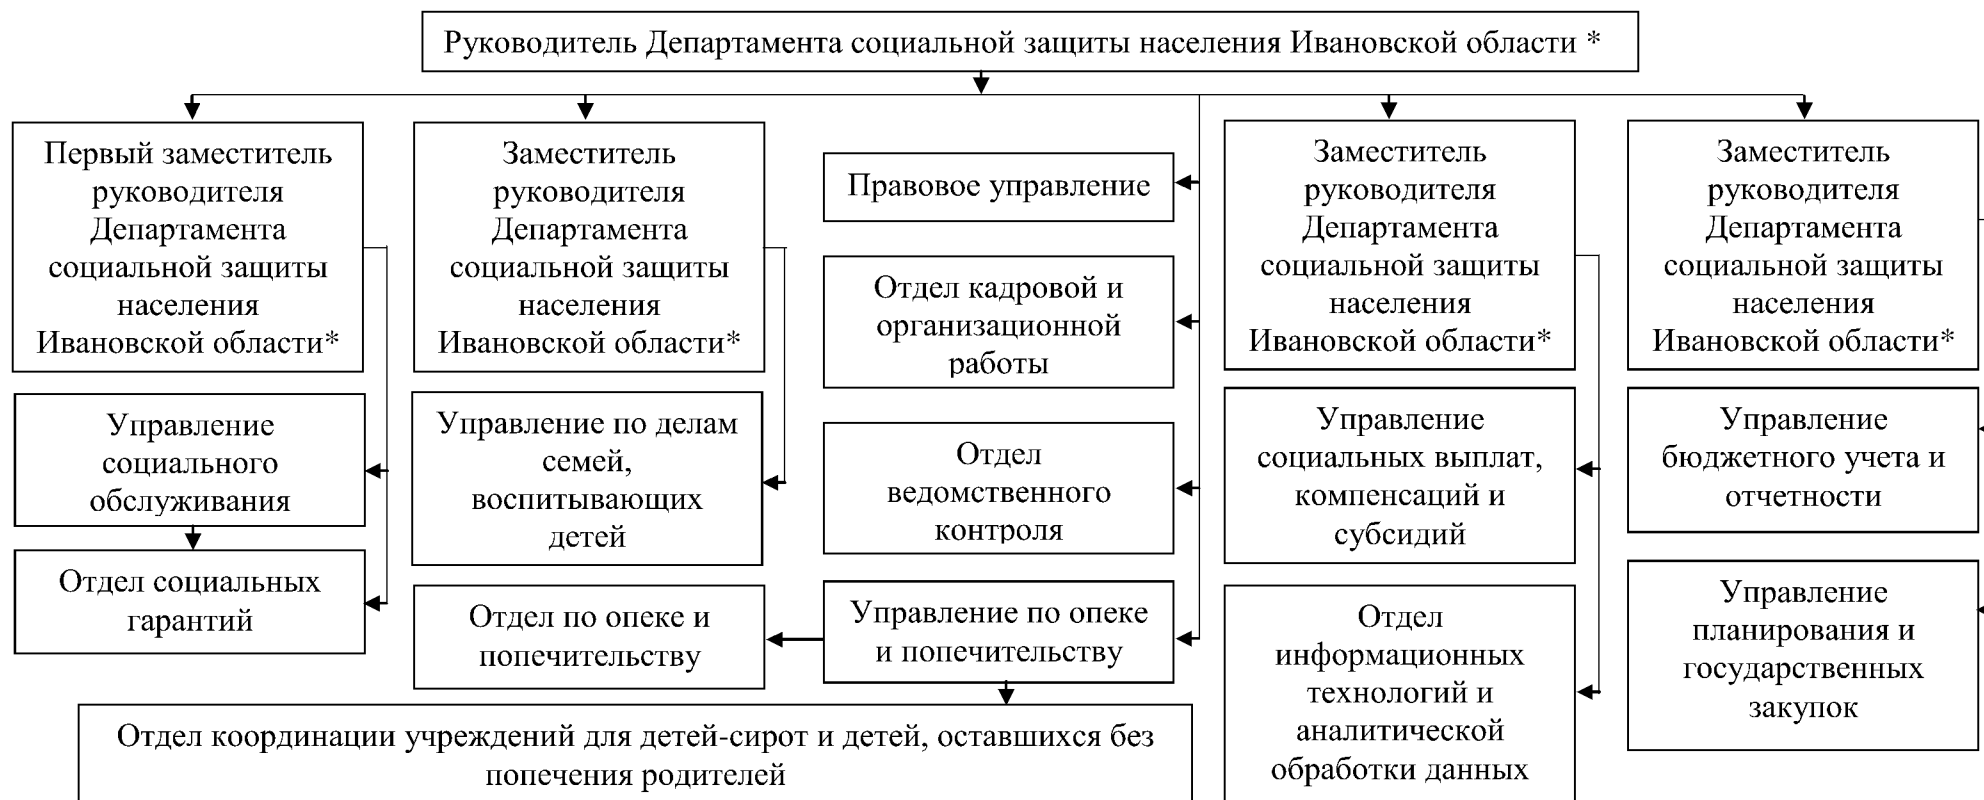 Руководитель Департамента социальной защиты населения Ивановской области *
Первый заместитель
руководителя
Департамента
социальной защиты
населения
Ивановской области*
Заместитель
руководителя
Департамента
социальной защиты
населения
Ивановской области*
Правовое управление
Отдел кадровой и
организационной
работы
Отдел
ведомственного
контроля
Управление по опеке
и попечительству
Заместитель
руководителя
Департамента
социальной защиты
населения
Ивановской области*
Заместитель
руководителя
Департамента
социальной защиты
населения
Ивановской области*
Управление
социального
обслуживания
Отдел социальных
гарантий
Управление по делам
семей,
воспитывающих
детей
Отдел по опеке и
попечительству
Управление
социальных выплат,
компенсаций и
субсидий
Отдел
информационных
технологий и
аналитической
обработки данных
Управление
бюджетного учета и
отчетности
Управление
планирования и
государственных
закупок
Отдел координации учреждений для детей-сирот и детей, оставшихся без
попечения родителей